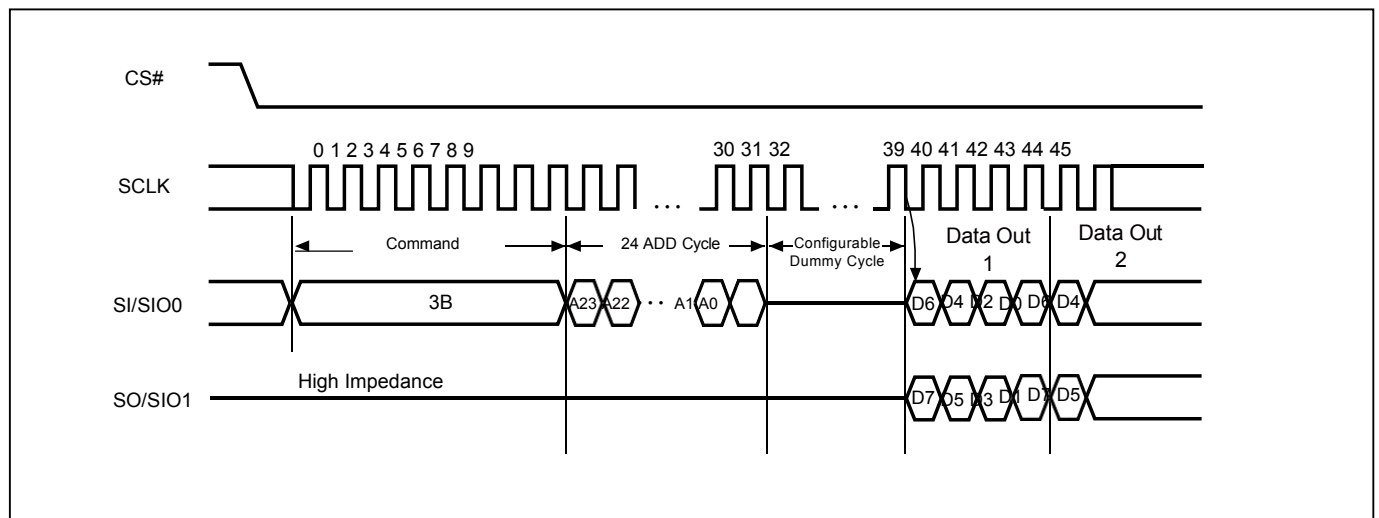 CS#
0 1 2 3 4 5 6 7 8 9 30 31 32 39 40 41 42 43 44 45
SCLK
Command 24 ADD Cycle Configurable Dummy Cycle Data Out 1 Data Out 2
SI/SIO0 3B A23 A22 A1 A0 D6 D4 D2 D0 D6 D4
High Impedance
SO/SIO1 D7 D5 D3 D1 D7 D5